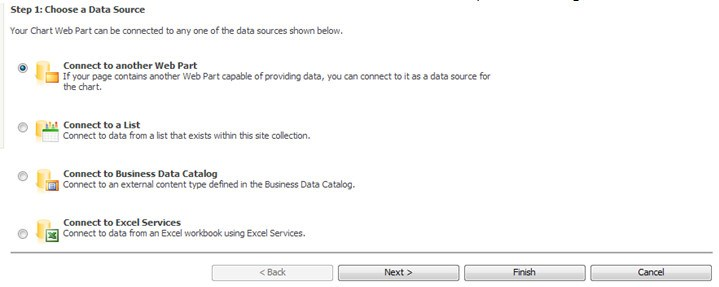 Step 1: Choose a Data Source
Your Chart Web Part can be connected to any one of the data sources shown below.
Connect to another Web Part
If your page contains another Web Part capable of providing data, you can connect to it as a data source for
the chart.
Connect to a List
Connect to data from a list that exists within this site collection.
Connect to Business Data Catalog
Connect to an external content type defined in the Business Data Catalog.
Connect to Excel Services
Connect to data from an Excel workbook using Excel Services.
< Back Next > Finish Cancel